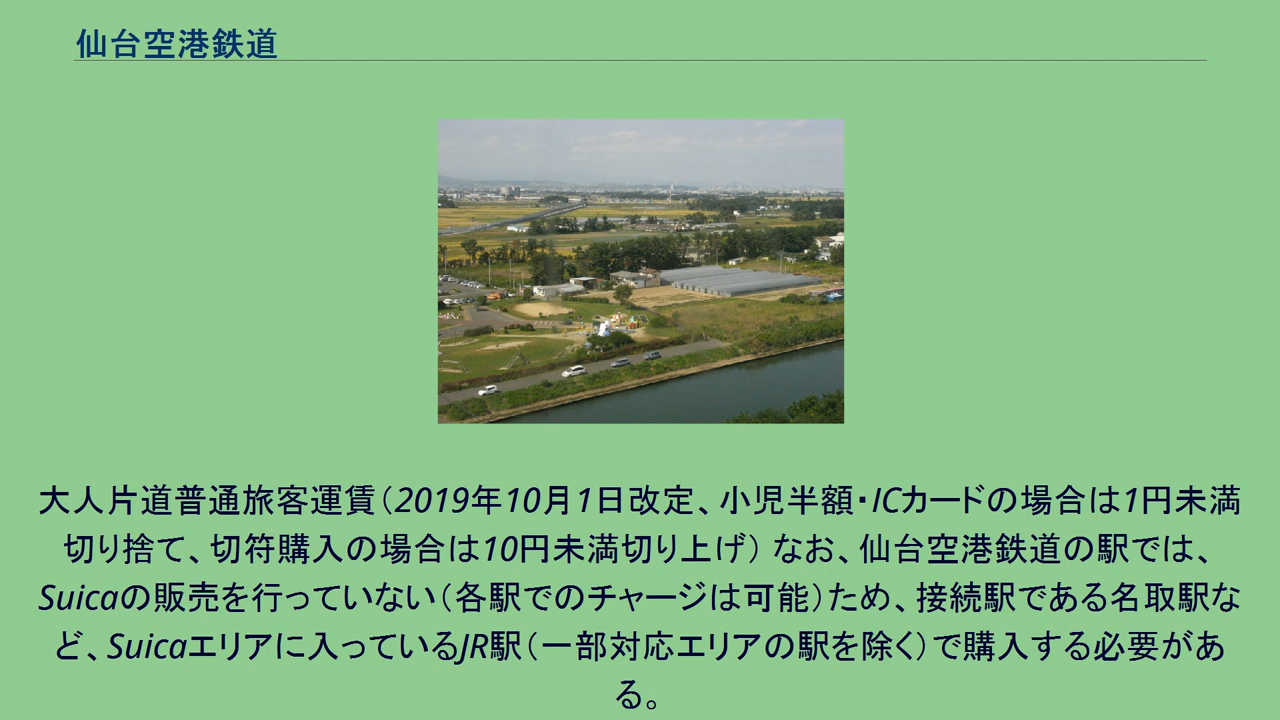 仙台空港鉄道
大人片道普通旅客運賃（2019年10月1日改定、小児半額・ICカードの場合は1円未満
切り捨て、切符購入の場合は10円未満切り上げ） なお、仙台空港鉄道の駅では、
Suicaの販売を行っていない（各駅でのチャージは可能）ため、接続駅である名取駅な
ど、Suicaエリアに入っているJR駅（一部対応エリアの駅を除く）で購入する必要があ
る。